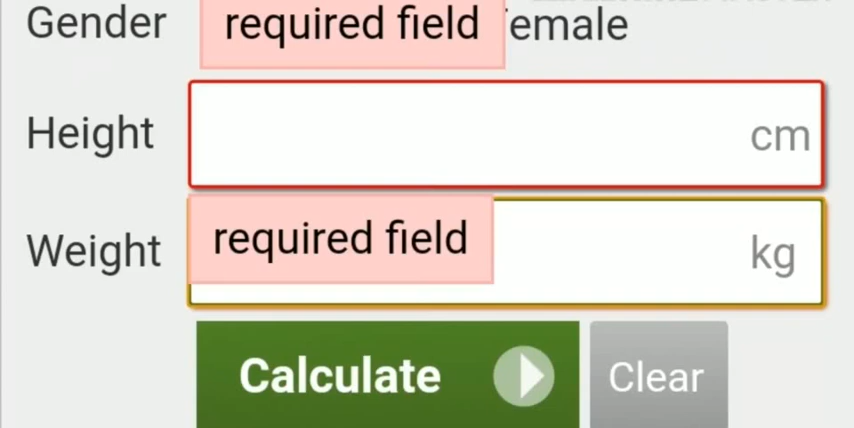 Gender required field emale
Height cm
Weight required field kg
Calculate Clear